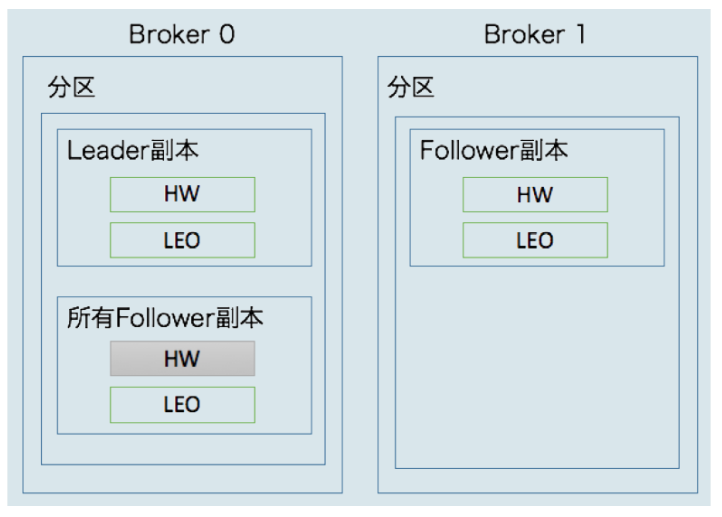 Broker 0
分区
Leader副本
HW
LEO
所有Follower副本
HW
LEO
Broker 1
分区
Follower副本
HW
LEO